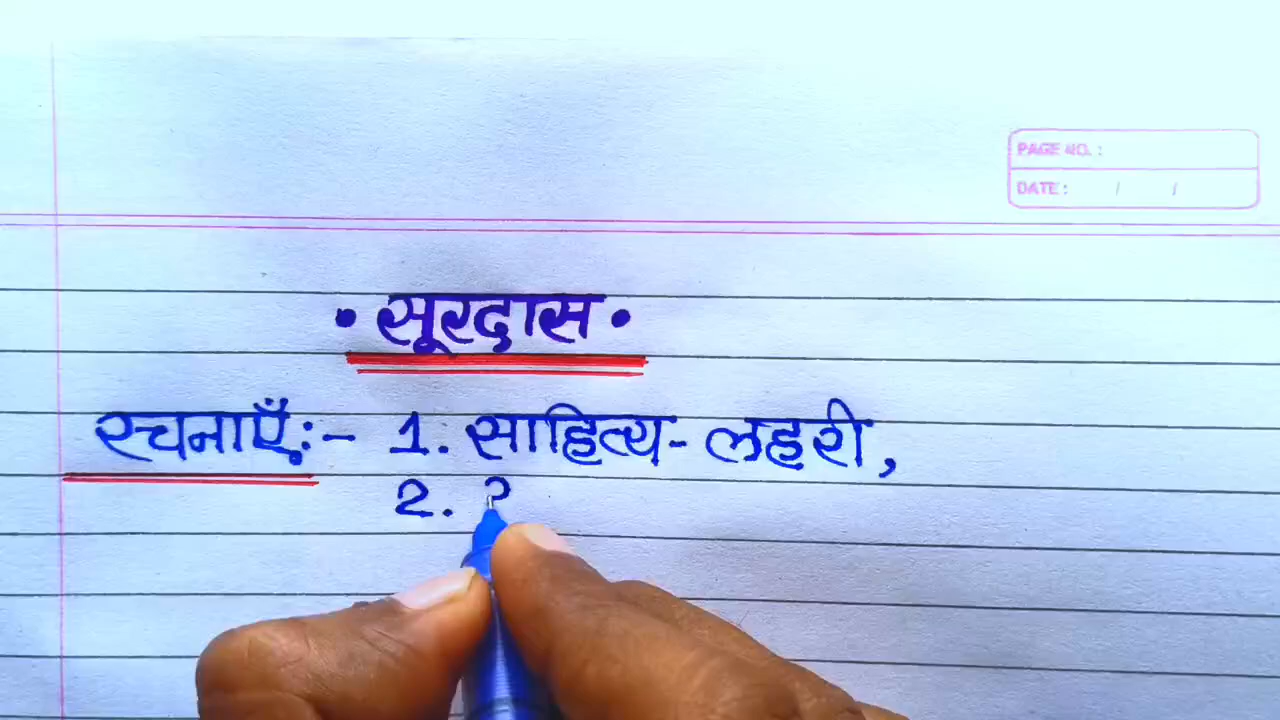 PAGE NO. :
DATE : / /
• सूरदास •
रचनाएँ:- 1. साहित्य-लहरी,
2.